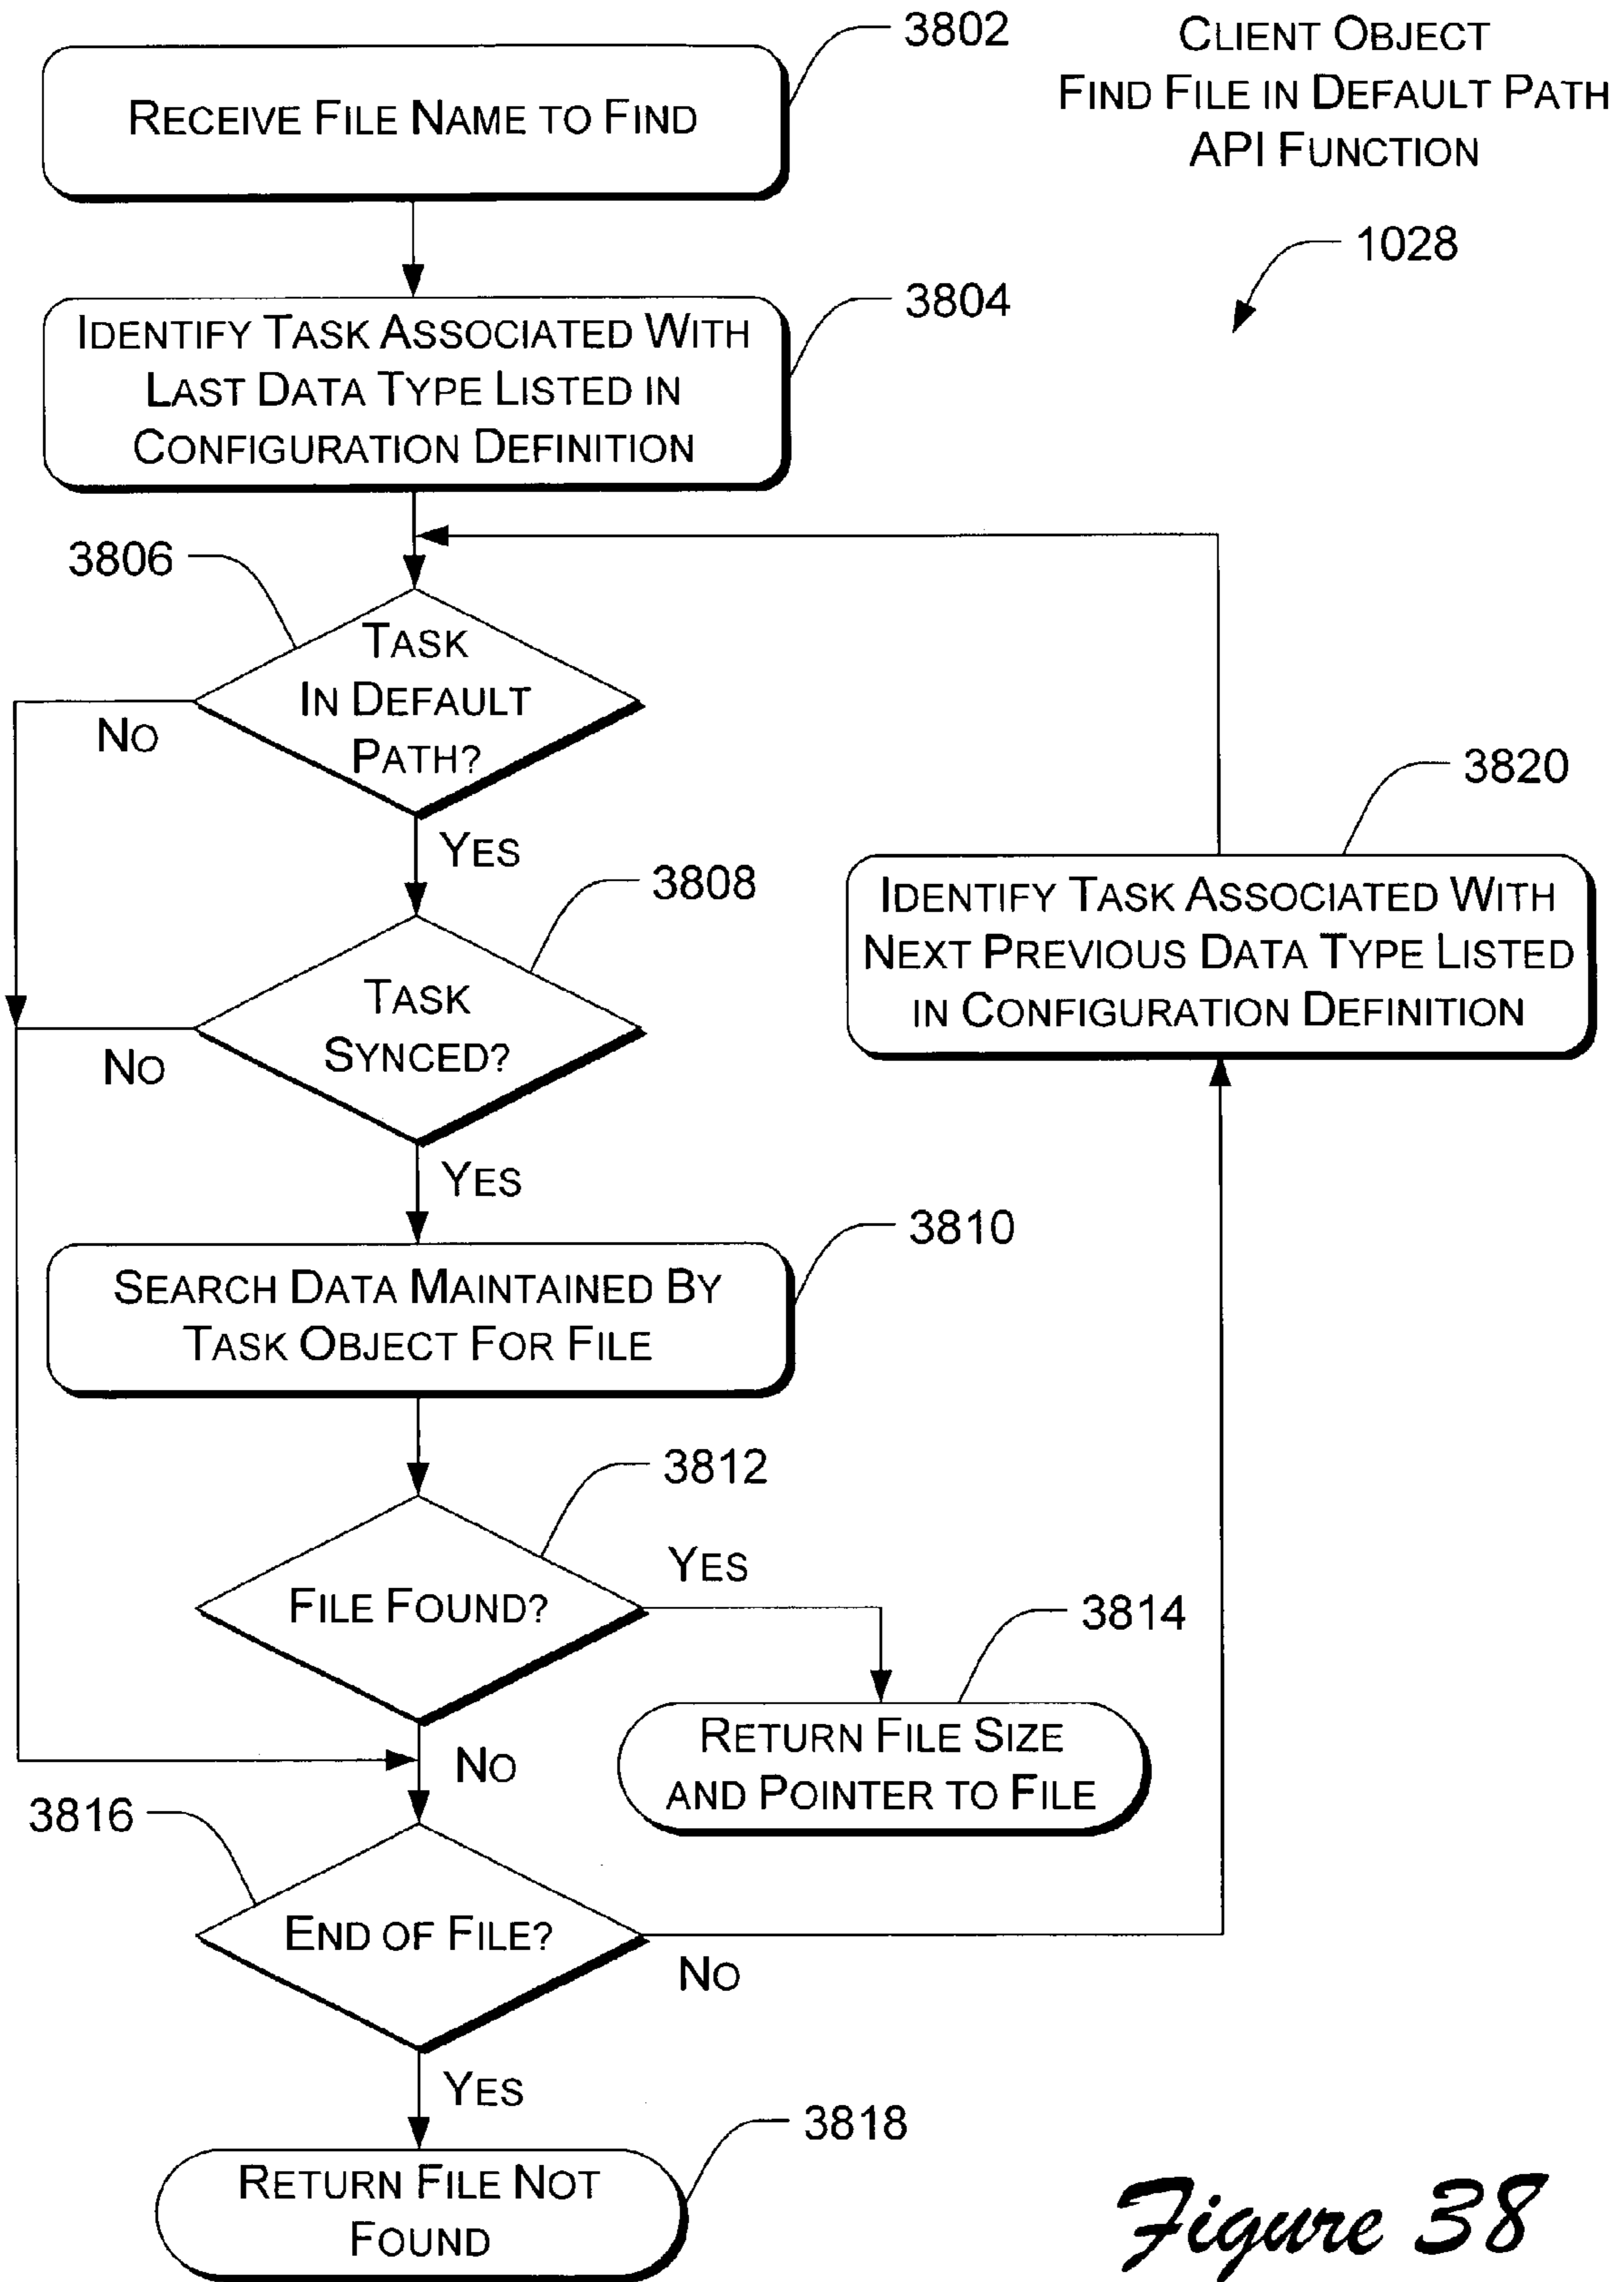 3802
CLIENT OBJECT
FIND FILE IN DEFAULT PATH
API FUNCTION
RECEIVE FILE NAME TO FIND
1028
3804
IDENTIFY TASK ASSOCIATED WITH
LAST DATA TYPE LISTED IN
CONFIGURATION DEFINITION
3806
TASK
IN DEFAULT
PATH?
NO
YES
3820
IDENTIFY TASK ASSOCIATED WITH
NEXT PREVIOUS DATA TYPE LISTED
IN CONFIGURATION DEFINITION
3808
TASK
SYNCED?
NO
YES
3810
SEARCH DATA MAINTAINED BY
TASK OBJECT FOR FILE
3812
FILE FOUND?
YES
3814
RETURN FILE SIZE
AND POINTER TO FILE
NO
3816
END OF FILE?
NO
YES
3818
RETURN FILE NOT
FOUND
Figure 38